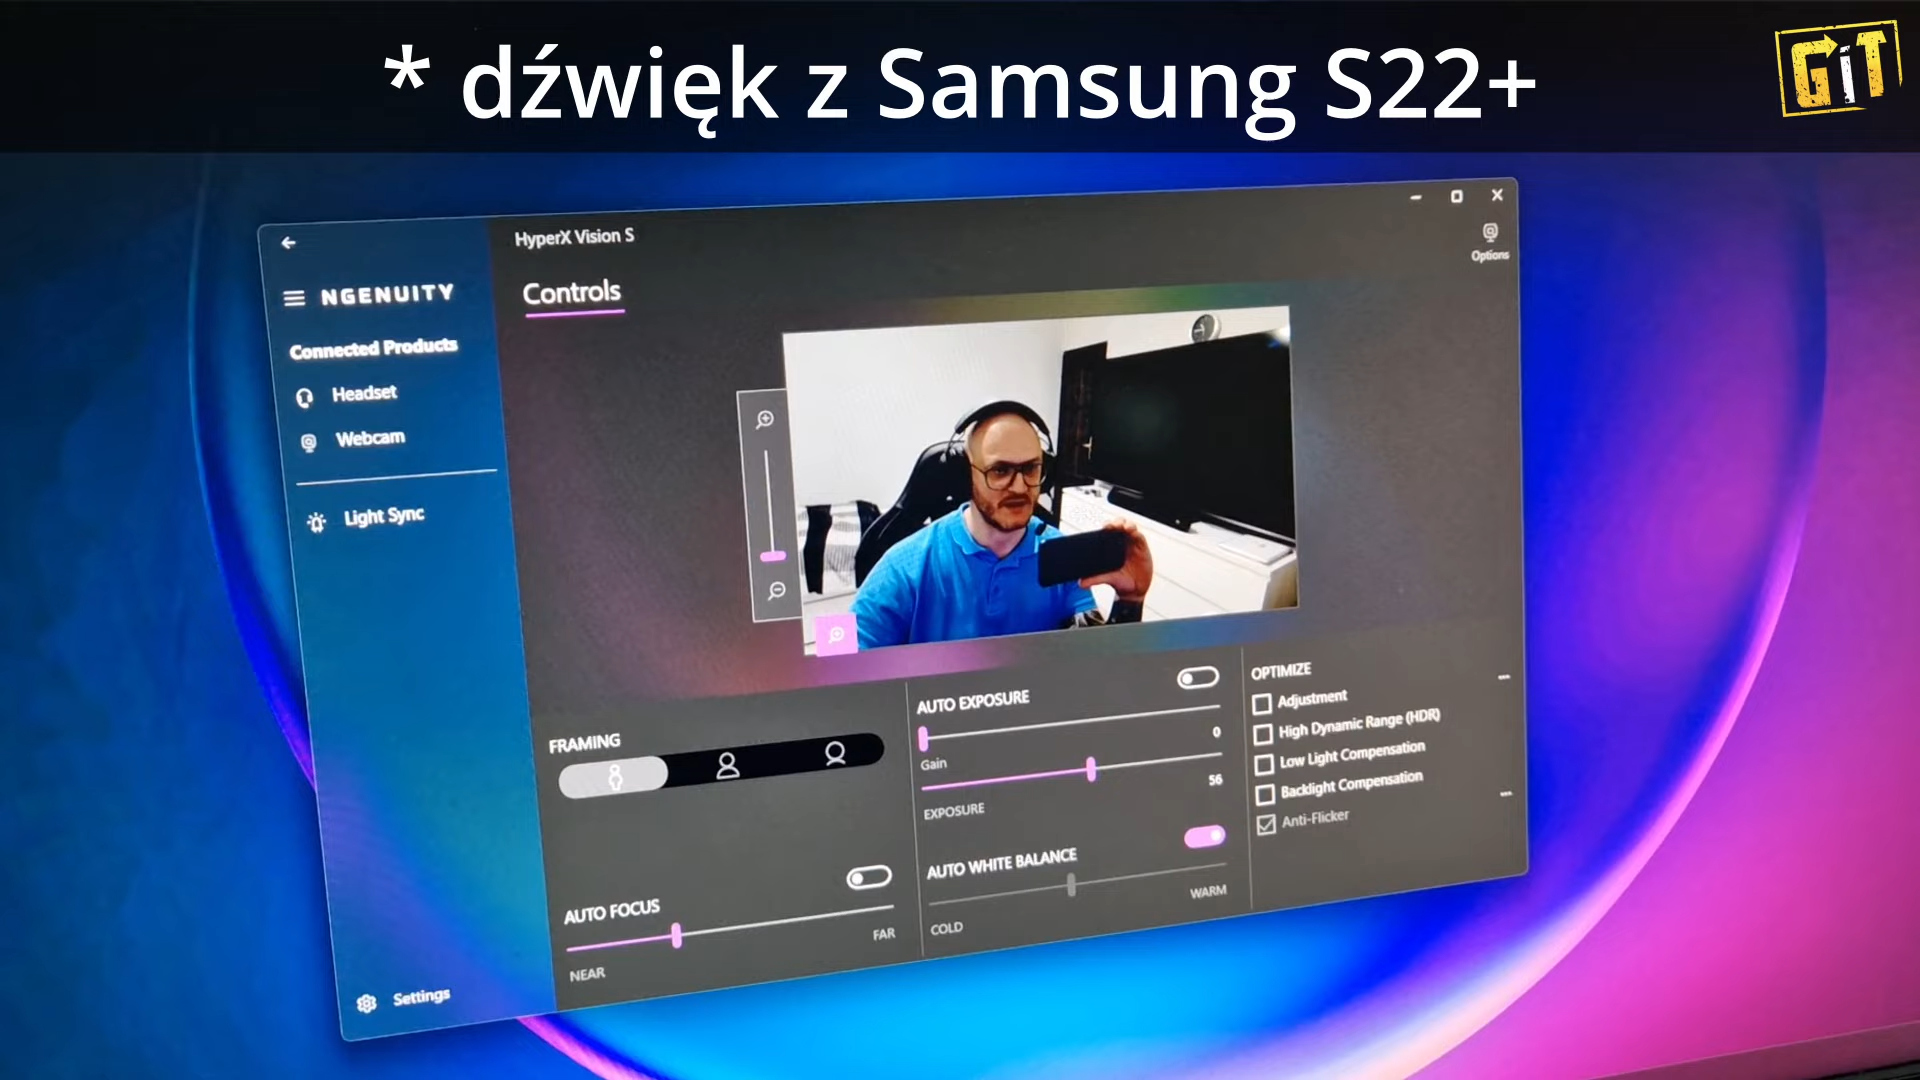 * dźwięk z Samsung S22+
GiT
HyperX Vision S
Options
NGENUITY
Controls
Connected Products
Headset
Webcam
Light Sync
Settings
FRAMING
AUTO FOCUS
FAR
NEAR
AUTO EXPOSURE
0
Gain
56
EXPOSURE
AUTO WHITE BALANCE
WARM
COLD
OPTIMIZE
Adjustment
High Dynamic Range (HDR)
Low Light Compensation
Backlight Compensation
Anti-Flicker